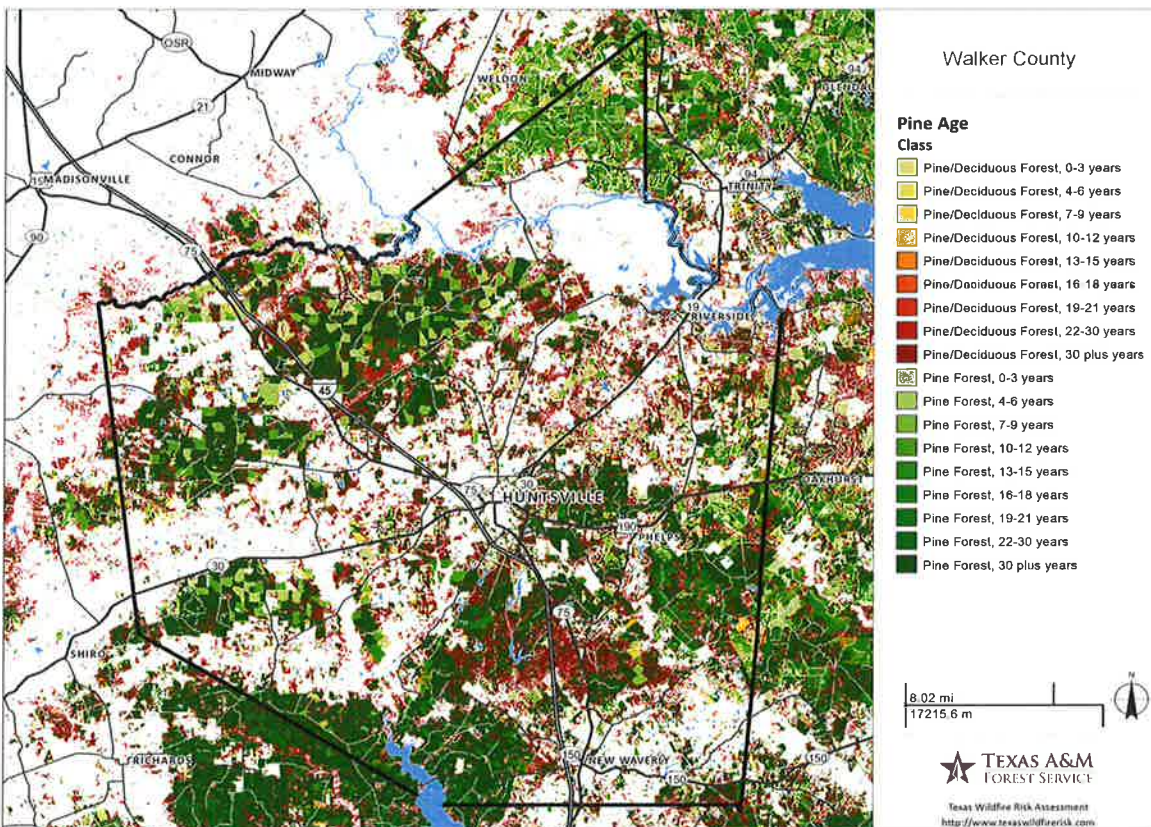 Walker County
Pine Age
Class
Pine/Deciduous Forest, 0-3 years
Pine/Deciduous Forest, 4-6 years
Pine/Deciduous Forest, 7-9 years
Pine/Deciduous Forest, 10-12 years
Pine/Deciduous Forest, 13-15 years
Pine/Deciduous Forest, 16-18 years
Pine/Deciduous Forest, 19-21 years
Pine/Deciduous Forest, 22-30 years
Pine/Deciduous Forest, 30 plus years
Pine Forest, 0-3 years
Pine Forest, 4-6 years
Pine Forest, 7-9 years
Pine Forest, 10-12 years
Pine Forest, 13-15 years
Pine Forest, 16-18 years
Pine Forest, 19-21 years
Pine Forest, 22-30 years
Pine Forest, 30 plus years
N
8.02 mi
17215.6 m
TEXAS A&M
FOREST SERVICE
Texas Wildfire Risk Assessment
http://www.texaswildfirerisk.com
OSR
MIDWAY
WELDON
94
21
CONNOR
MADISONVILLE
94
TRINITY
90
75
19
RIVERSIDE
45
30
75
HUNTSVILLE
OAKHURST
190
PHELPS
30
75
SHIRO
RICHARDS
150
NEW WAVERLY
150
150